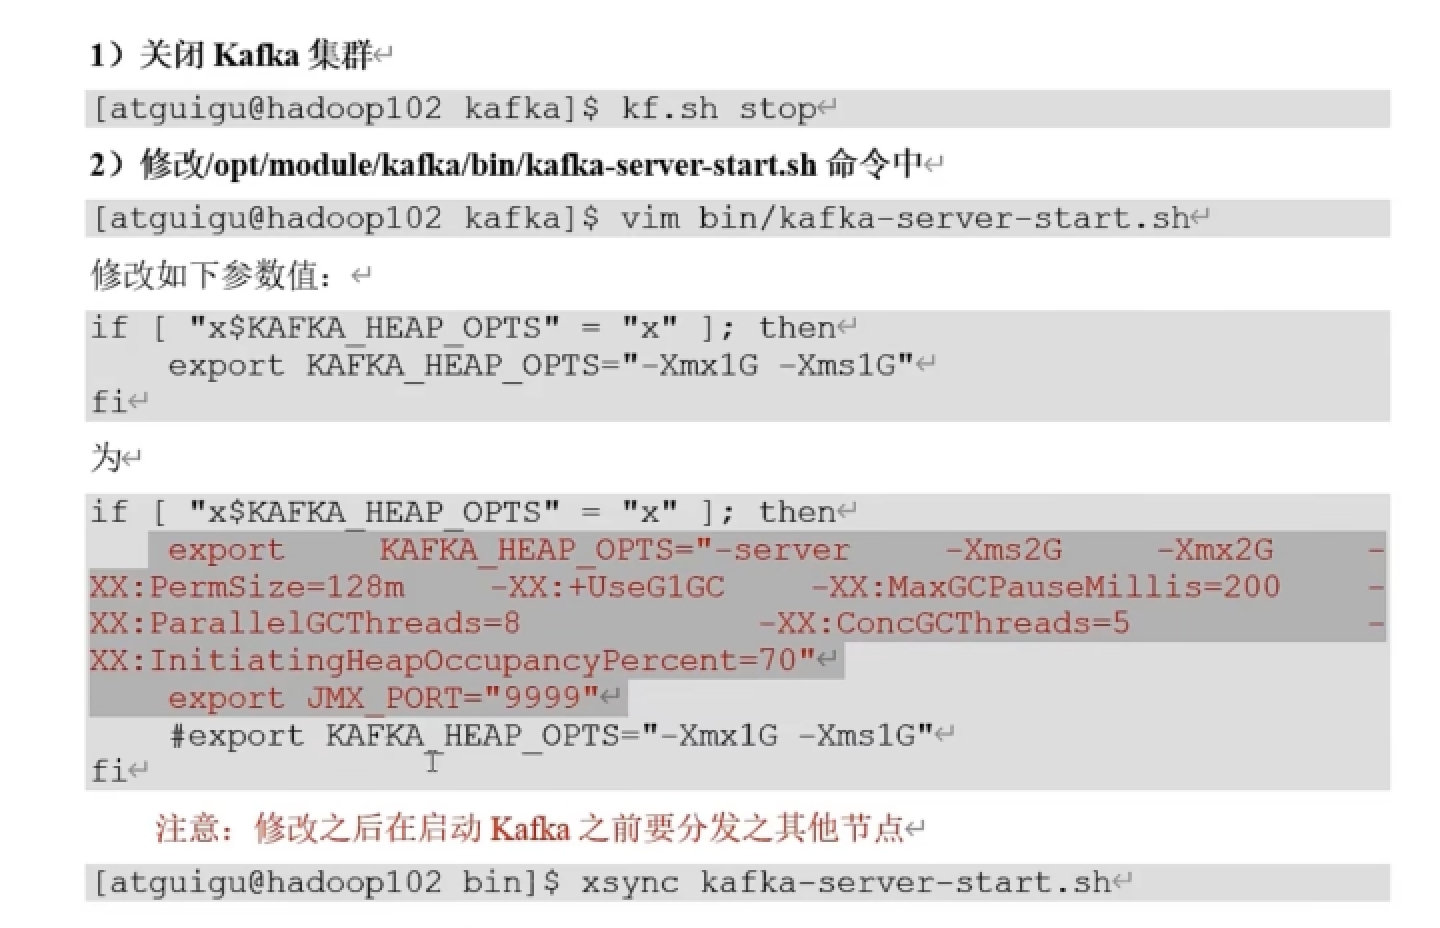 1）关闭 Kafka 集群
[atguigu@hadoop102 kafka]$ kf.sh stop
2）修改/opt/module/kafka/bin/kafka-server-start.sh 命令中
[atguigu@hadoop102 kafka]$ vim bin/kafka-server-start.sh
修改如下参数值：
if [ "x$KAFKA_HEAP_OPTS" = "x" ]; then
    export KAFKA_HEAP_OPTS="-Xmx1G -Xms1G"
fi
为
if [ "x$KAFKA_HEAP_OPTS" = "x" ]; then
    export KAFKA_HEAP_OPTS="-server -Xms2G -Xmx2G -
XX:PermSize=128m -XX:+UseG1GC -XX:MaxGCPauseMillis=200 -
XX:ParallelGCThreads=8 -XX:ConcGCThreads=5 -
XX:InitiatingHeapOccupancyPercent=70"
    export JMX_PORT="9999"
    #export KAFKA_HEAP_OPTS="-Xmx1G -Xms1G"
fi
注意：修改之后在启动 Kafka 之前要分发之其他节点
[atguigu@hadoop102 bin]$ xsync kafka-server-start.sh